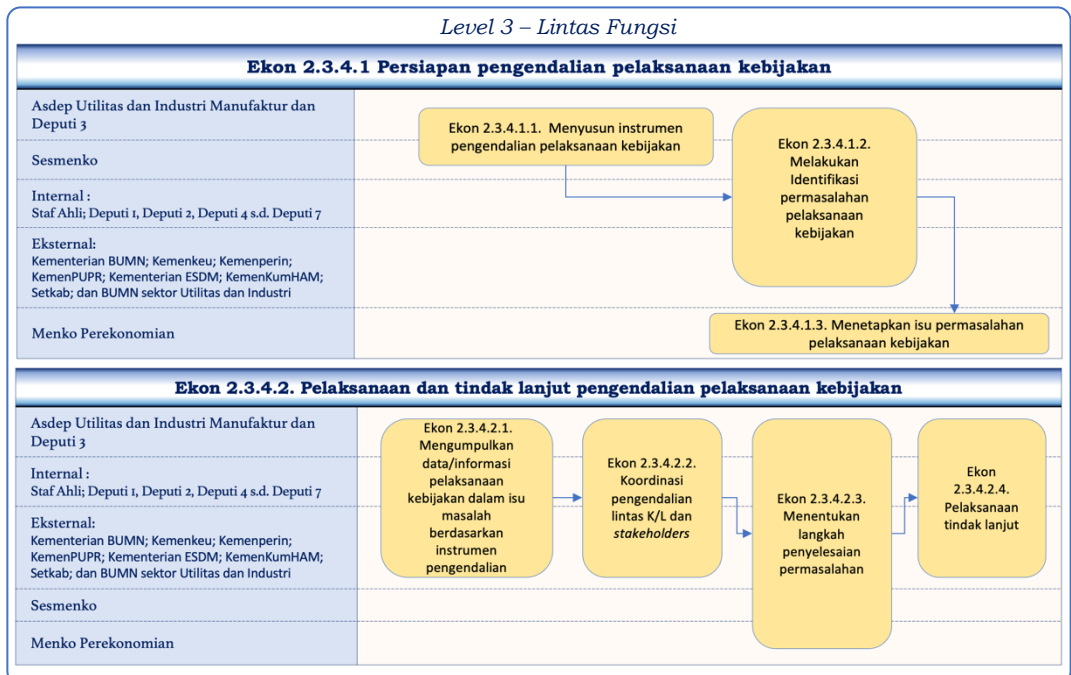 Level 3 – Lintas Fungsi
Ekon 2.3.4.1 Persiapan pengendalian pelaksanaan kebijakan
Asdep Utilitas dan Industri Manufaktur dan
Deputi 3
Sesmenko
Internal :
Staf Ahli; Deputi 1, Deputi 2, Deputi 4 s.d. Deputi 7
Eksternal:
Kementerian BUMN; Kemenkeu; Kemenperin;
KemenPUPR; Kementerian ESDM; KemenKumHAM;
Setkab; dan BUMN sektor Utilitas dan Industri
Menko Perekonomian
Ekon 2.3.4.1.1. Menyusun instrumen
pengendalian pelaksanaan kebijakan
Ekon 2.3.4.1.2.
Melakukan
Identifikasi
permasalahan
pelaksanaan
kebijakan
Ekon 2.3.4.1.3. Menetapkan isu permasalahan
pelaksanaan kebijakan
Ekon 2.3.4.2. Pelaksanaan dan tindak lanjut pengendalian pelaksanaan kebijakan
Asdep Utilitas dan Industri Manufaktur dan
Deputi 3
Internal :
Staf Ahli; Deputi 1, Deputi 2, Deputi 4 s.d. Deputi 7
Eksternal:
Kementerian BUMN; Kemenkeu; Kemenperin;
KemenPUPR; Kementerian ESDM; KemenKumHAM;
Setkab; dan BUMN sektor Utilitas dan Industri
Sesmenko
Menko Perekonomian
Ekon 2.3.4.2.1.
Mengumpulkan
data/informasi
pelaksanaan
kebijakan dalam isu
masalah
berdasarkan
instrumen
pengendalian
Ekon 2.3.4.2.2.
Koordinasi
pengendalian
lintas K/L dan
stakeholders
Ekon 2.3.4.2.3.
Menentukan
langkah
penyelesaian
permasalahan
Ekon
2.3.4.2.4.
Pelaksanaan
tindak lanjut